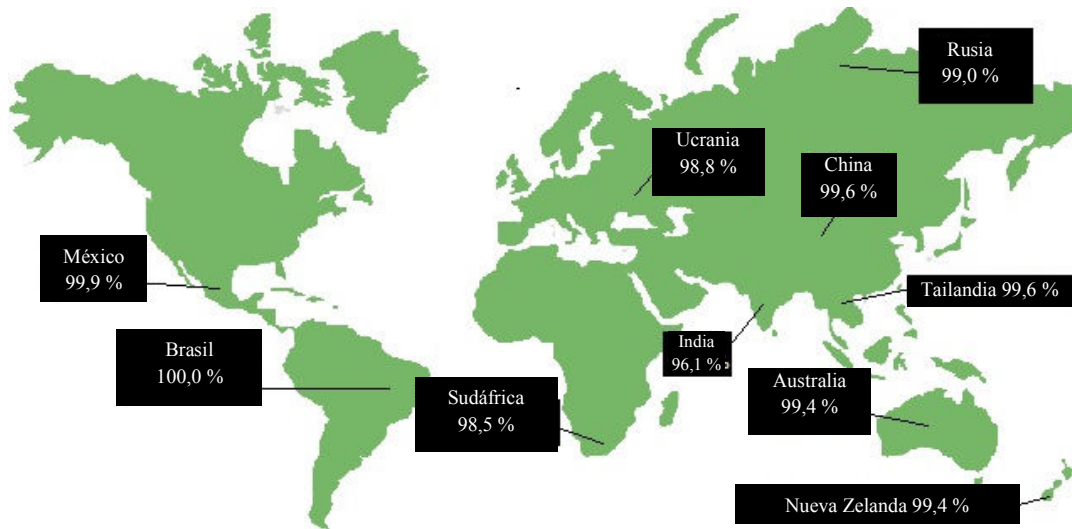 Rusia
99,0 %
Ucrania
98,8 %
China
99,6 %
México
99,9 %
Tailandia 99,6 %
Brasil
100,0 %
India
96,1 %
Sudáfrica
98,5 %
Australia
99,4 %
Nueva Zelanda 99,4 %